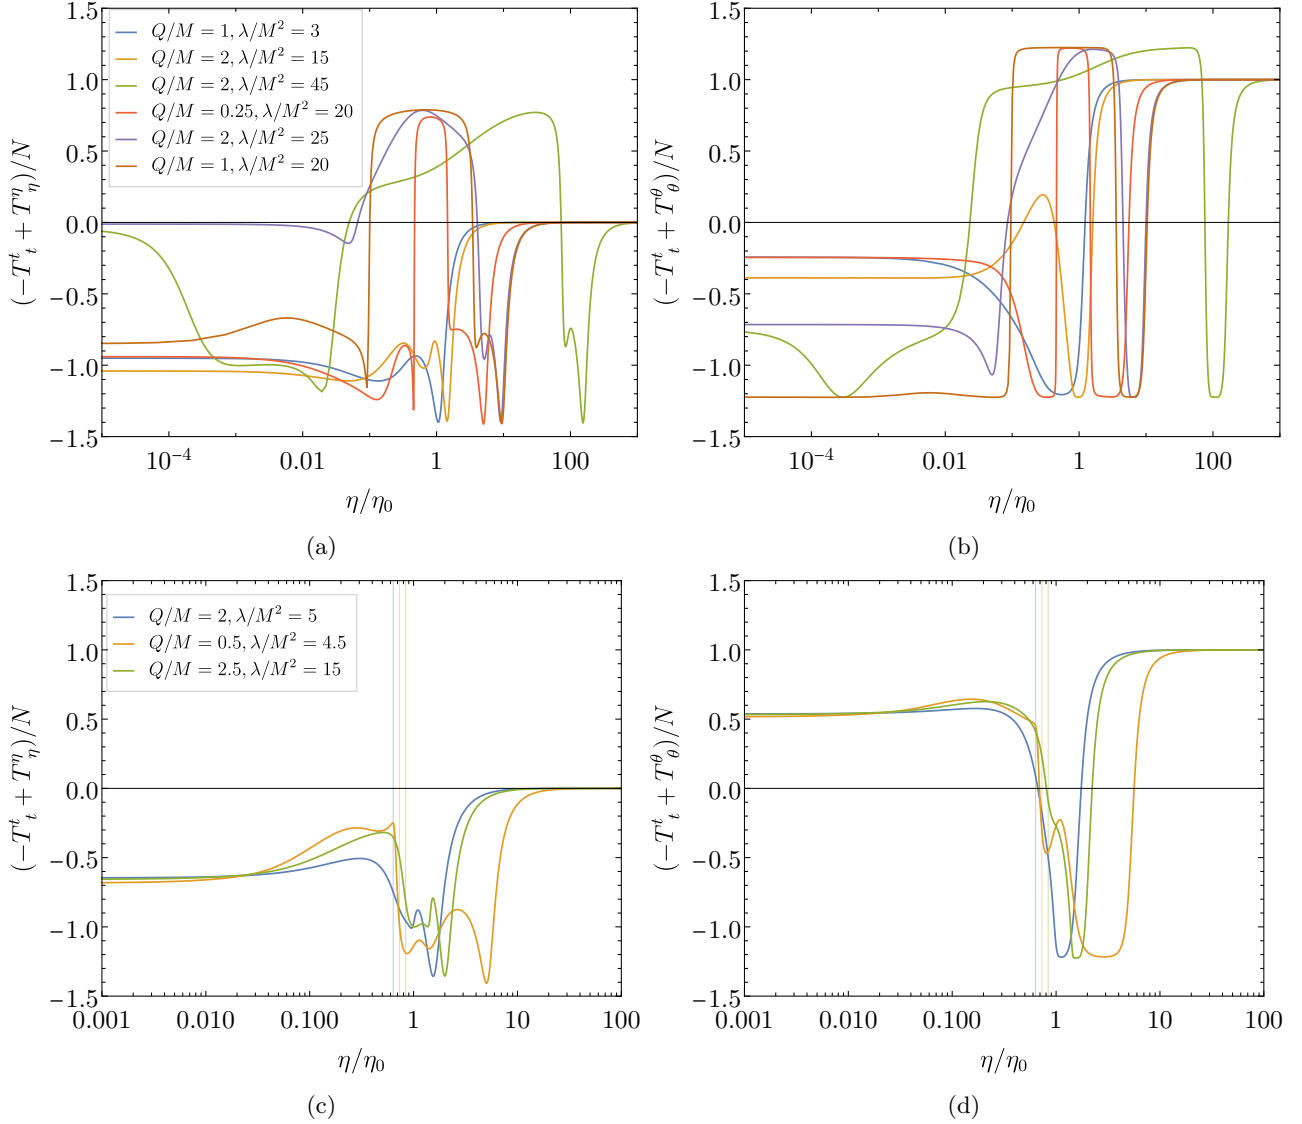 (−T^t_t + T^η_η)/N
1.5
1.0
0.5
0.0
−0.5
−1.0
−1.5
Q/M = 1, λ/M² = 3
Q/M = 2, λ/M² = 15
Q/M = 2, λ/M² = 45
Q/M = 0.25, λ/M² = 20
Q/M = 2, λ/M² = 25
Q/M = 1, λ/M² = 20
10⁻⁴ 0.01 1 100
η/η₀
(a)
(−T^t_t + T^θ_θ)/N
1.5
1.0
0.5
0.0
−0.5
−1.0
−1.5
10⁻⁴ 0.01 1 100
η/η₀
(b)
(−T^t_t + T^η_η)/N
1.5
1.0
0.5
0.0
−0.5
−1.0
−1.5
Q/M = 2, λ/M² = 5
Q/M = 0.5, λ/M² = 4.5
Q/M = 2.5, λ/M² = 15
0.001 0.010 0.100 1 10 100
η/η₀
(c)
(−T^t_t + T^θ_θ)/N
1.5
1.0
0.5
0.0
−0.5
−1.0
−1.5
0.001 0.010 0.100 1 10 100
η/η₀
(d)